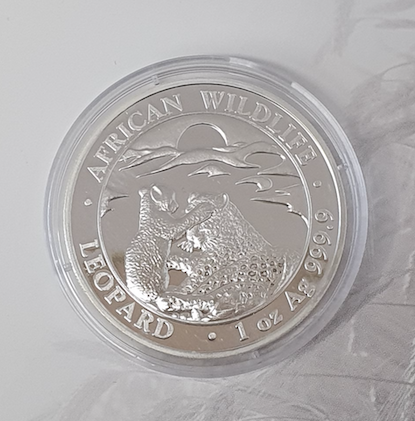 · AFRICAN WILDLIFE ·
LEOPARD · 1 oz Ag 999.9